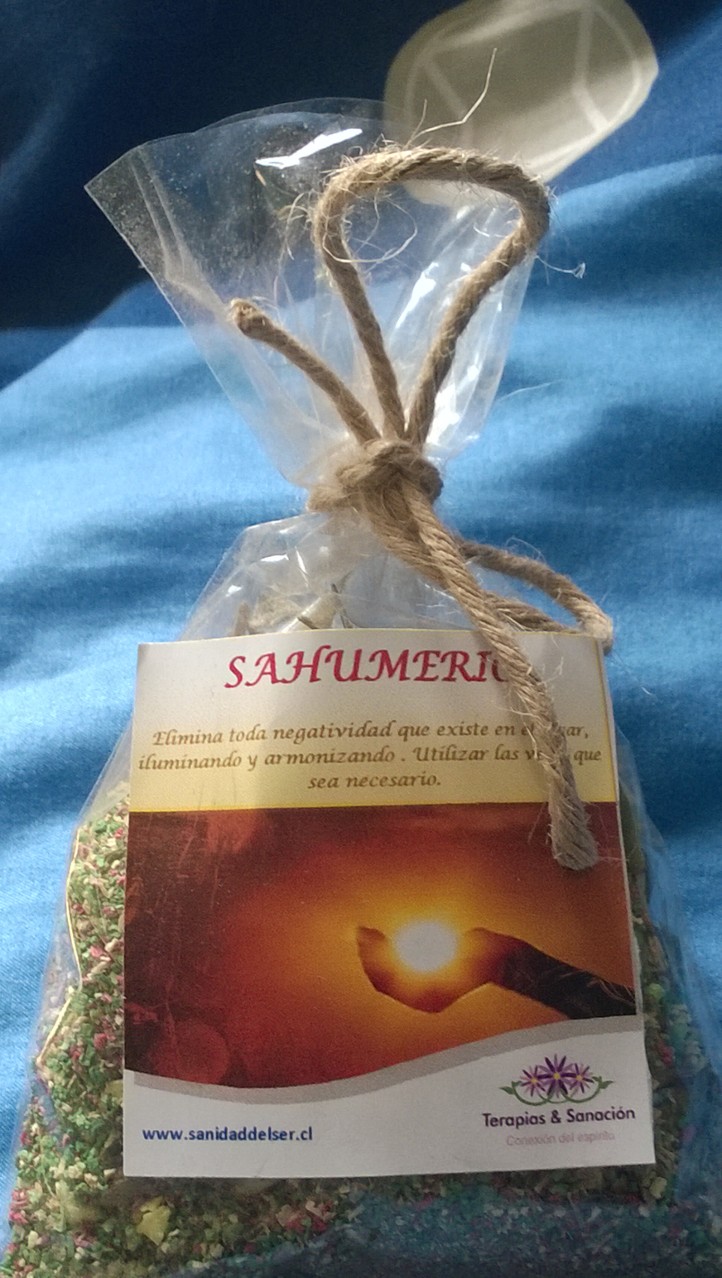 SAHUMERIO
Elimina toda negatividad que existe en
iluminando y armonizando . Utilizar las que
sea necesario.
www.sanidaddelser.cl
Terapias & Sanación
Conexión del espíritu